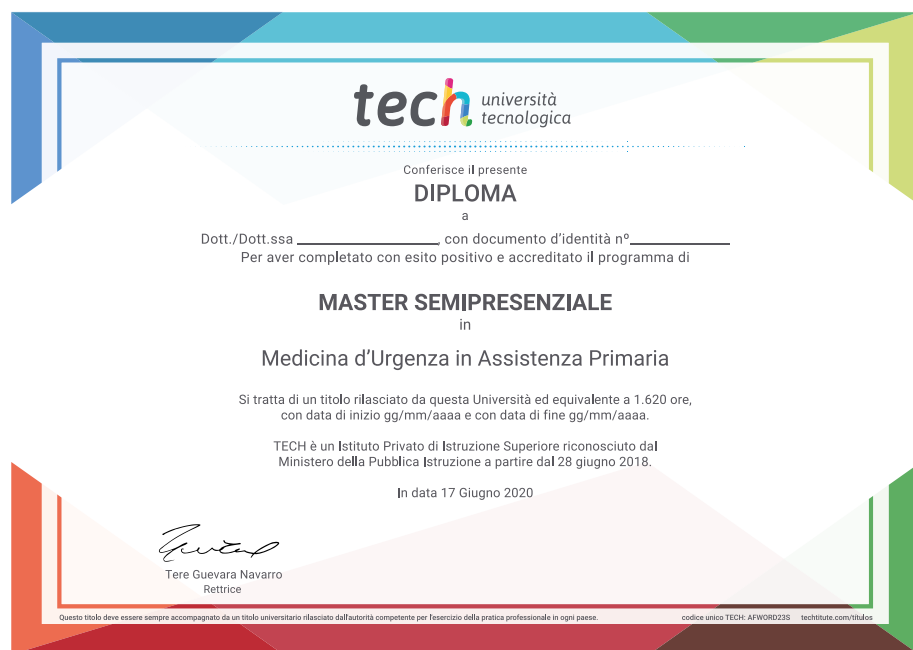 tech università
tecnologica
Conferisce il presente
DIPLOMA
a
Dott./Dott.ssa ____________________, con documento d'identità nº______________
Per aver completato con esito positivo e accreditato il programma di
MASTER SEMIPRESENZIALE
in
Medicina d'Urgenza in Assistenza Primaria
Si tratta di un titolo rilasciato da questa Università ed equivalente a 1.620 ore,
con data di inizio gg/mm/aaaa e con data di fine gg/mm/aaaa.
TECH è un Istituto Privato di Istruzione Superiore riconosciuto dal
Ministero della Pubblica Istruzione a partire dal 28 giugno 2018.
In data 17 Giugno 2020
Tere Guevara Navarro
Rettrice
Questo titolo deve essere sempre accompagnato da un titolo universitario rilasciato dall'autorità competente per l'esercizio della pratica professionale in ogni paese. codice unico TECH: AFWORD23S techtitute.com/titulos